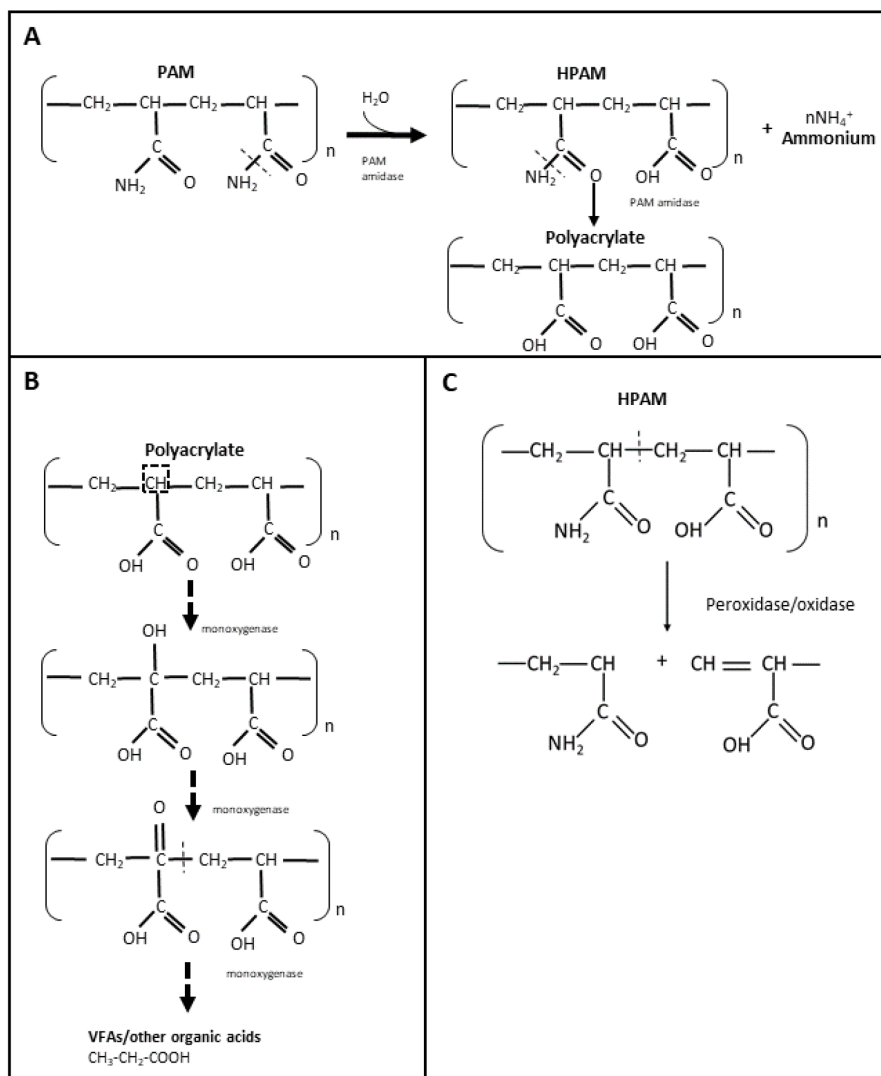 A
PAM
CH2 CH CH2 CH
C C
NH2 O NH2 O
n
H2O
PAM
amidase
HPAM
CH2 CH CH2 CH
C C
NH2 O OH O
n
+ nNH4+
Ammonium
PAM amidase
Polyacrylate
CH2 CH CH2 CH
C C
OH O OH O
n
B
Polyacrylate
CH2 CH CH2 CH
C C
OH O OH O
n
monoxygenase
OH
CH2 C CH2 CH
C C
OH O OH O
n
monoxygenase
O
CH2 C CH2 CH
C C
OH O OH O
n
monoxygenase
VFAs/other organic acids
CH3-CH2-COOH
C
HPAM
CH2 CH CH2 CH
C C
NH2 O OH O
n
Peroxidase/oxidase
CH2 CH + CH CH
C C
NH2 O OH O